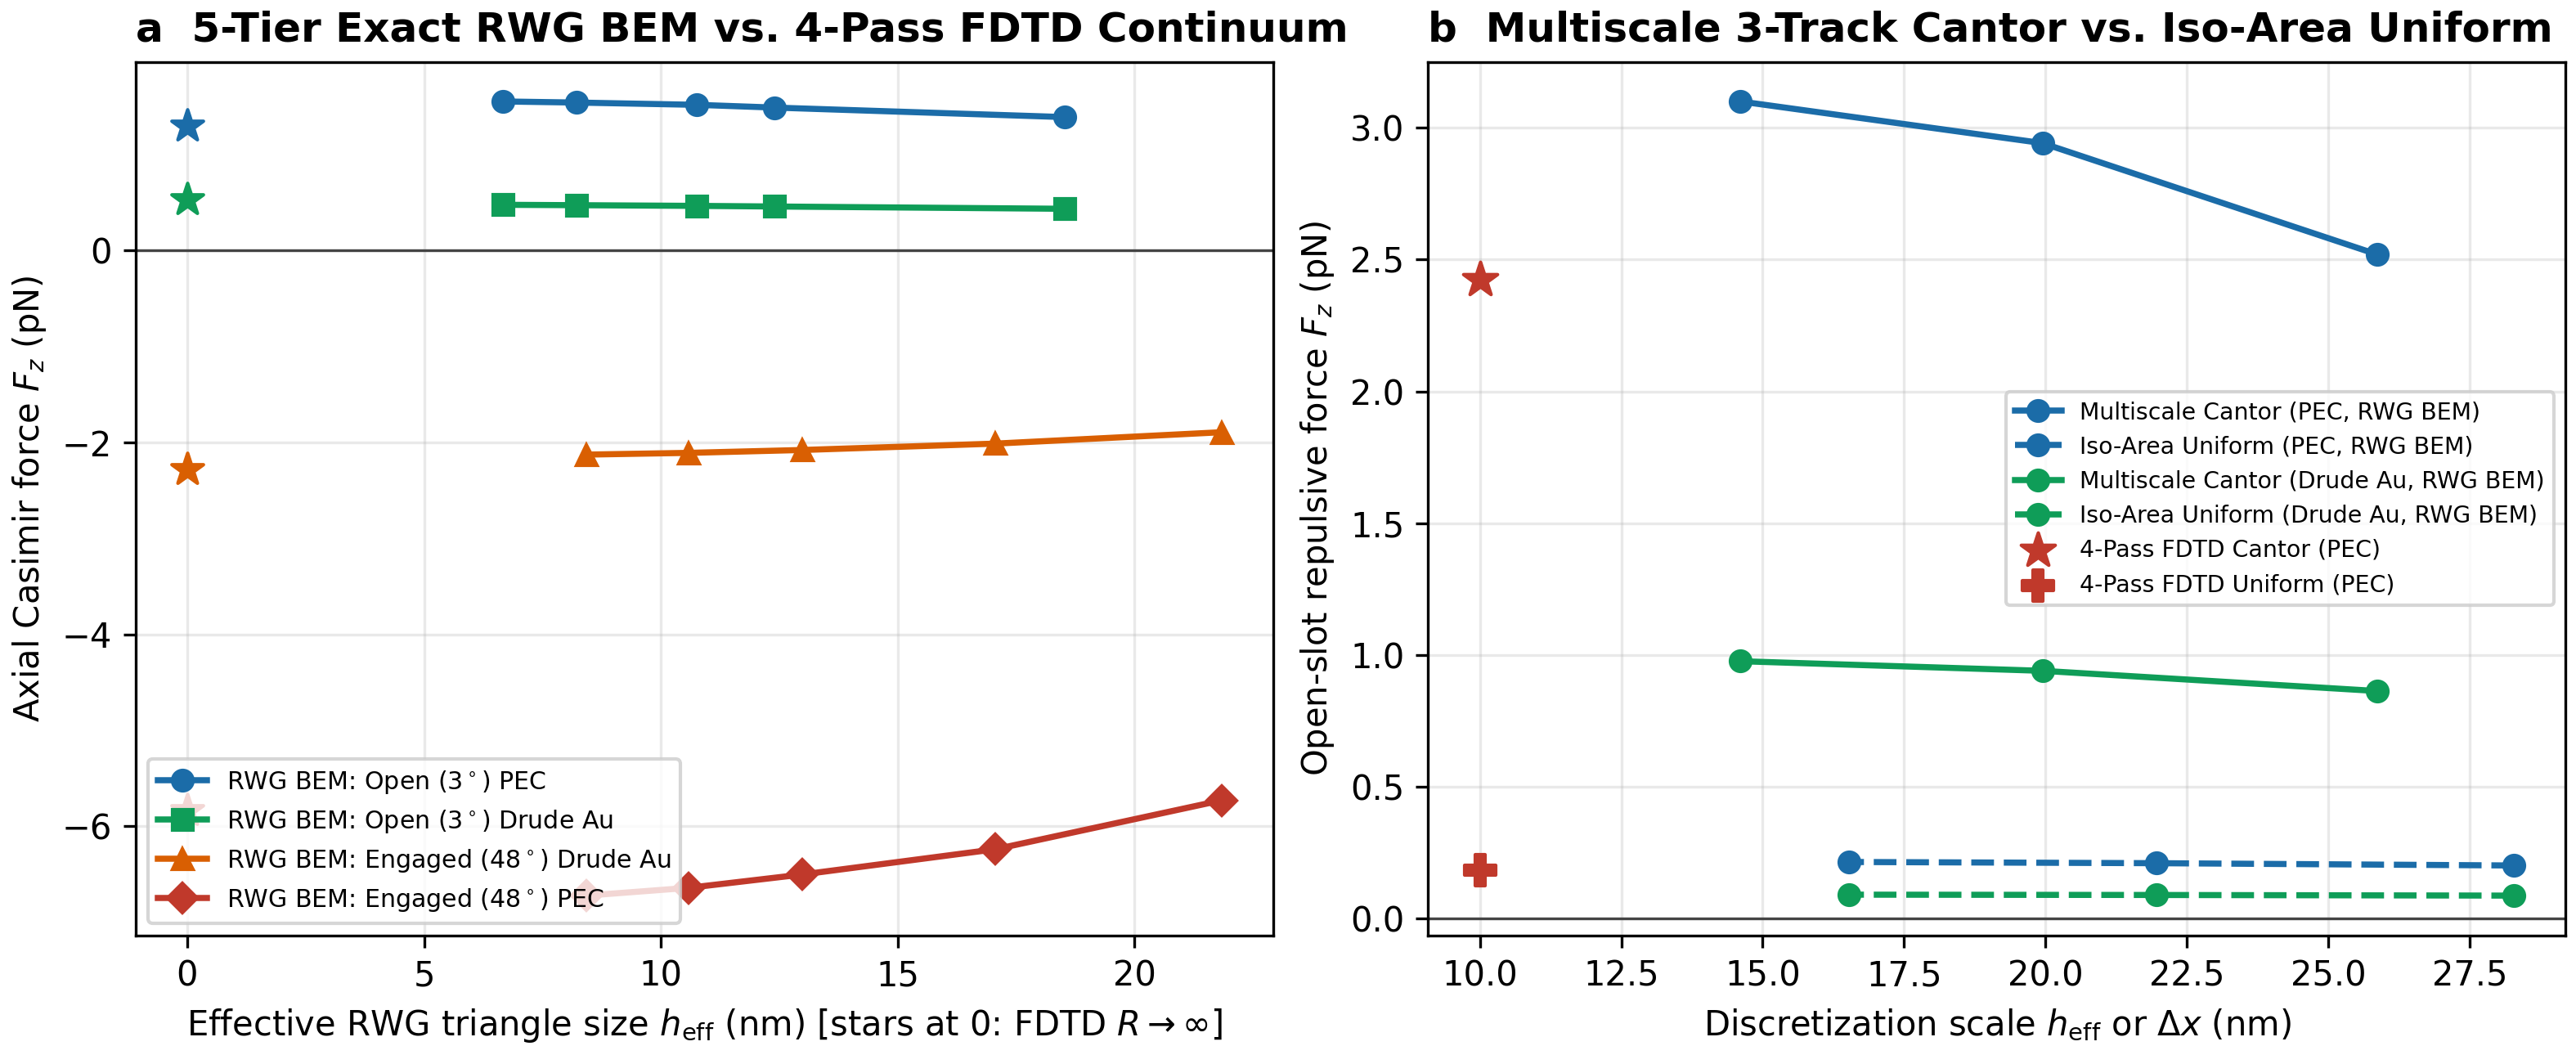 a 5-Tier Exact RWG BEM vs. 4-Pass FDTD Continuum
Axial Casimir force F_z (pN)
0
−2
−4
−6
RWG BEM: Open (3°) PEC
RWG BEM: Open (3°) Drude Au
RWG BEM: Engaged (48°) Drude Au
RWG BEM: Engaged (48°) PEC
0 5 10 15 20
Effective RWG triangle size h_eff (nm) [stars at 0: FDTD R→∞]
b Multiscale 3-Track Cantor vs. Iso-Area Uniform
Open-slot repulsive force F_z (pN)
3.0
2.5
2.0
1.5
1.0
0.5
0.0
Multiscale Cantor (PEC, RWG BEM)
Iso-Area Uniform (PEC, RWG BEM)
Multiscale Cantor (Drude Au, RWG BEM)
Iso-Area Uniform (Drude Au, RWG BEM)
4-Pass FDTD Cantor (PEC)
4-Pass FDTD Uniform (PEC)
10.0 12.5 15.0 17.5 20.0 22.5 25.0 27.5
Discretization scale h_eff or Δx (nm)